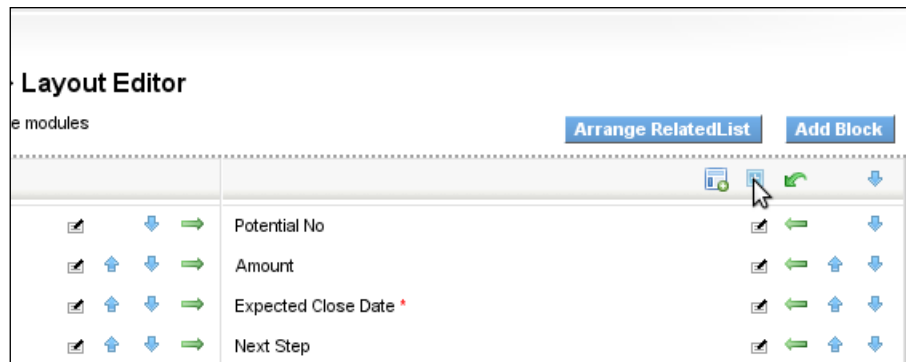 Layout Editor
e modules
Arrange RelatedList
Add Block
Potential No
Amount
Expected Close Date *
Next Step